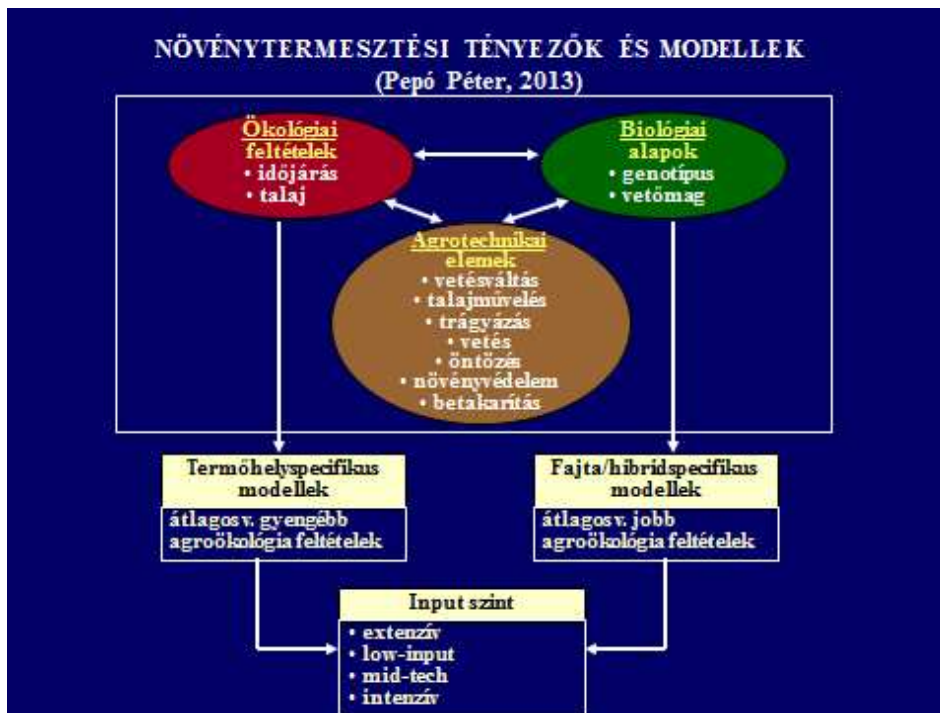 NÖVÉNYTERMESZTÉSI TÉNYEZŐK ÉS MODELLEK
(Pepó Péter, 2013)
Ökológiai
feltételek
• időjárás
• talaj
Biológiai
alapok
• genotípus
• vetőmag
Agrotechnikai
elemek
• vetésváltás
• talajművelés
• trágyázás
• vetés
• öntözés
• növényvédelem
• betakarítás
Termőhelyspecifikus
modellek
átlagos v. gyengébb
agroökológia feltételek
Fajta/hibridspecifikus
modellek
átlagos v. jobb
agroökológia feltételek
Input szint
• extenzív
• low-input
• mid-tech
• intenzív